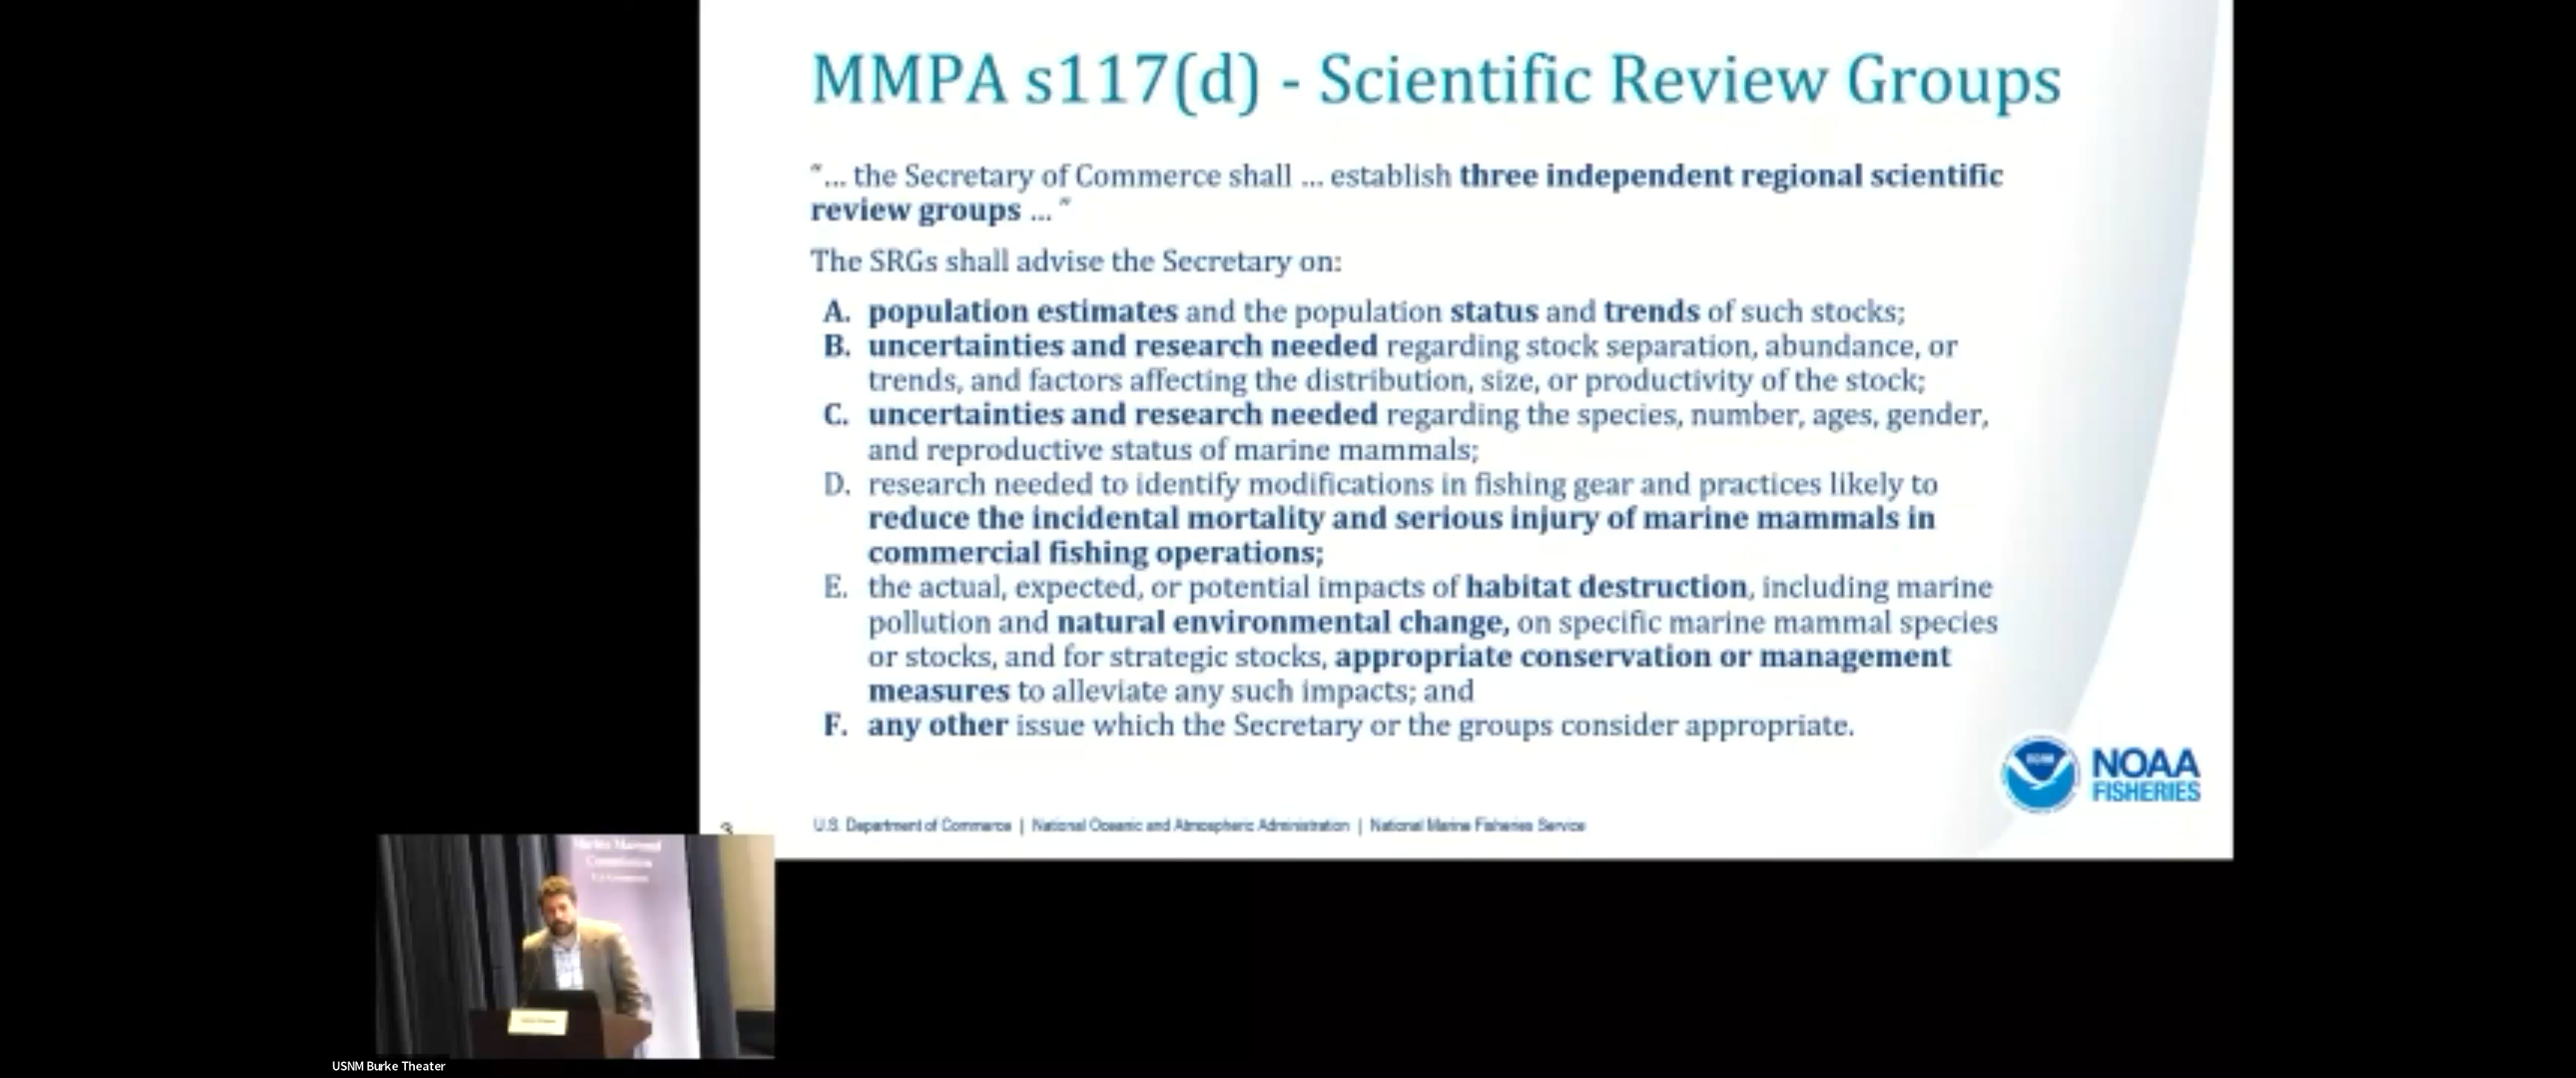 MMPA s117(d) - Scientific Review Groups
"... the Secretary of Commerce shall ... establish three independent regional scientific
review groups ... "
The SRGs shall advise the Secretary on:
A. population estimates and the population status and trends of such stocks;
B. uncertainties and research needed regarding stock separation, abundance, or
trends, and factors affecting the distribution, size, or productivity of the stock;
C. uncertainties and research needed regarding the species, number, ages, gender,
and reproductive status of marine mammals;
D. research needed to identify modifications in fishing gear and practices likely to
reduce the incidental mortality and serious injury of marine mammals in
commercial fishing operations;
E. the actual, expected, or potential impacts of habitat destruction, including marine
pollution and natural environmental change, on specific marine mammal species
or stocks, and for strategic stocks, appropriate conservation or management
measures to alleviate any such impacts; and
F. any other issue which the Secretary or the groups consider appropriate.
NOAA
FISHERIES
3
U.S. Department of Commerce | National Oceanic and Atmospheric Administration | National Marine Fisheries Service
Marine Mammal
Commission
USNM Burke Theater